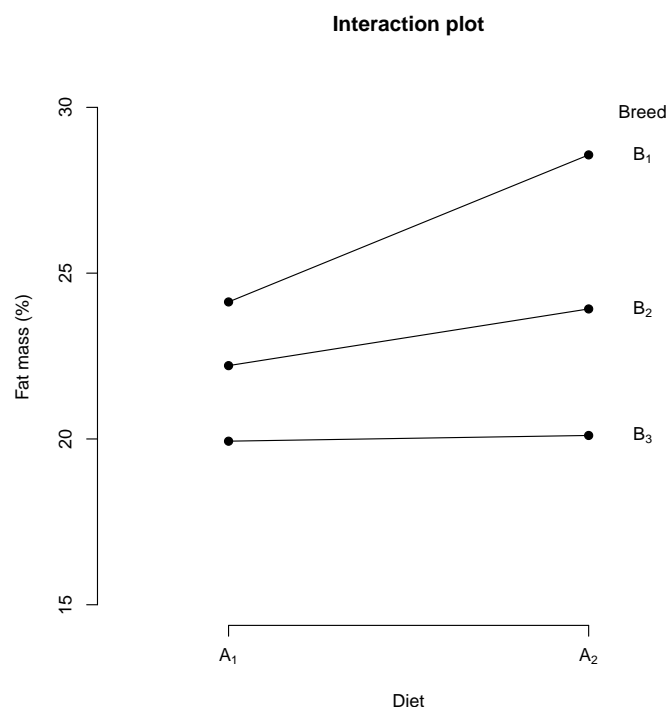 Interaction plot
30
25
20
15
Fat mass (%)
Breed
B₁
B₂
B₃
A₁ A₂
Diet